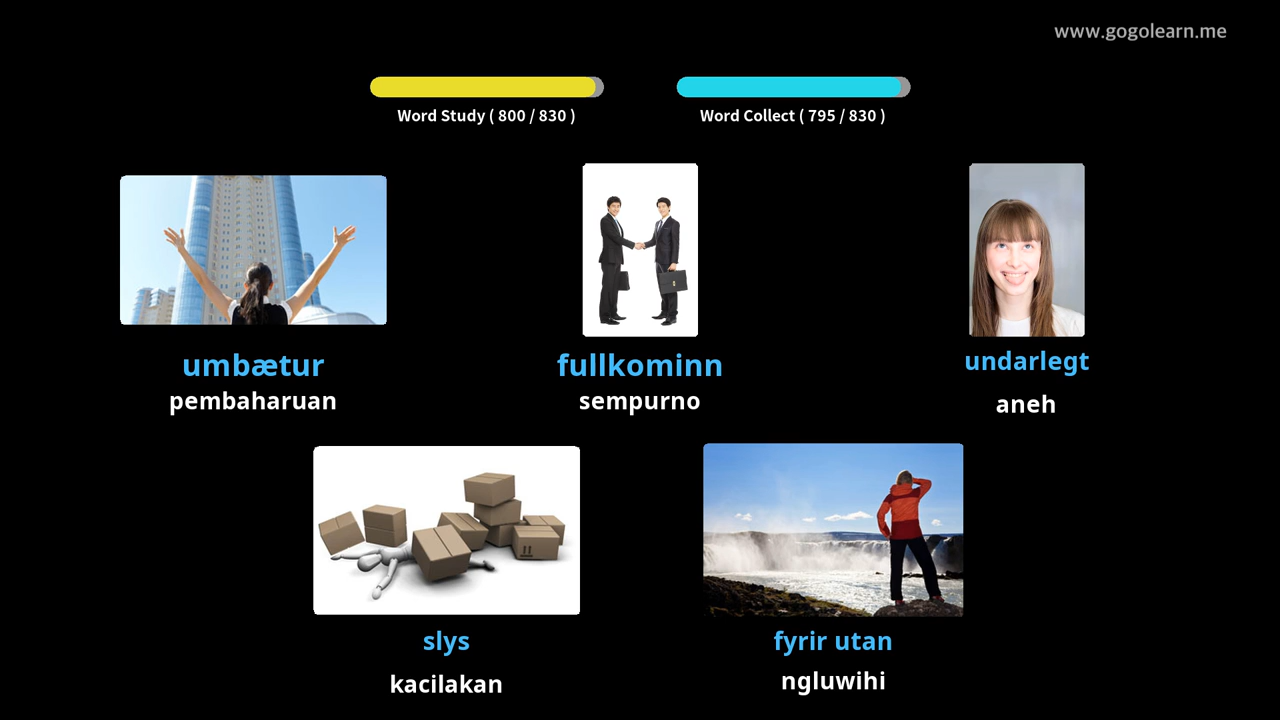 www.gogolearn.me
Word Study ( 800 / 830 )
Word Collect ( 795 / 830 )
umbætur
pembaharuan
fullkominn
sempurno
undarlegt
aneh
slys
kacilakan
fyrir utan
ngluwihi